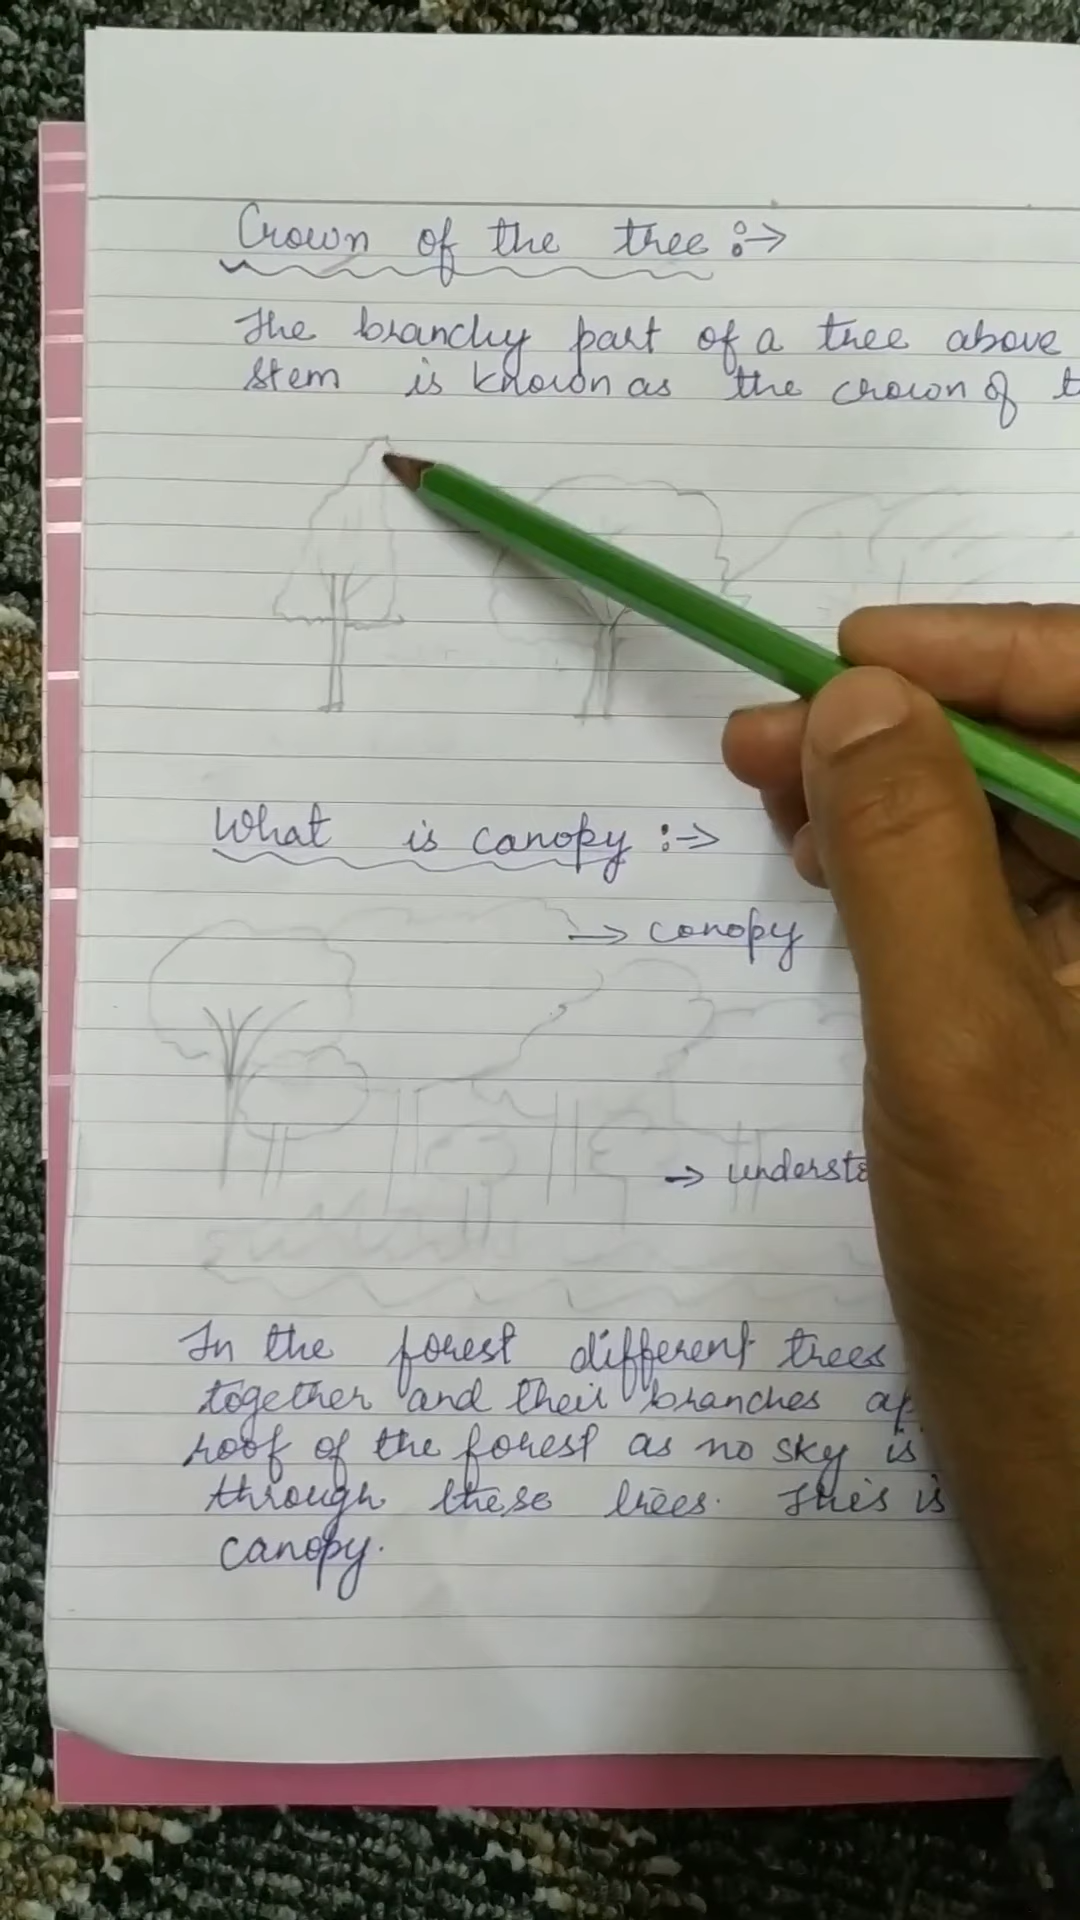 Crown of the tree :→
The branchy part of a tree above
stem is known as the crown of
What is canopy :→
→ canopy
→ underst
In the forest different trees
together and their branches ap
roof of the forest as no sky is
through these trees. This is
canopy.